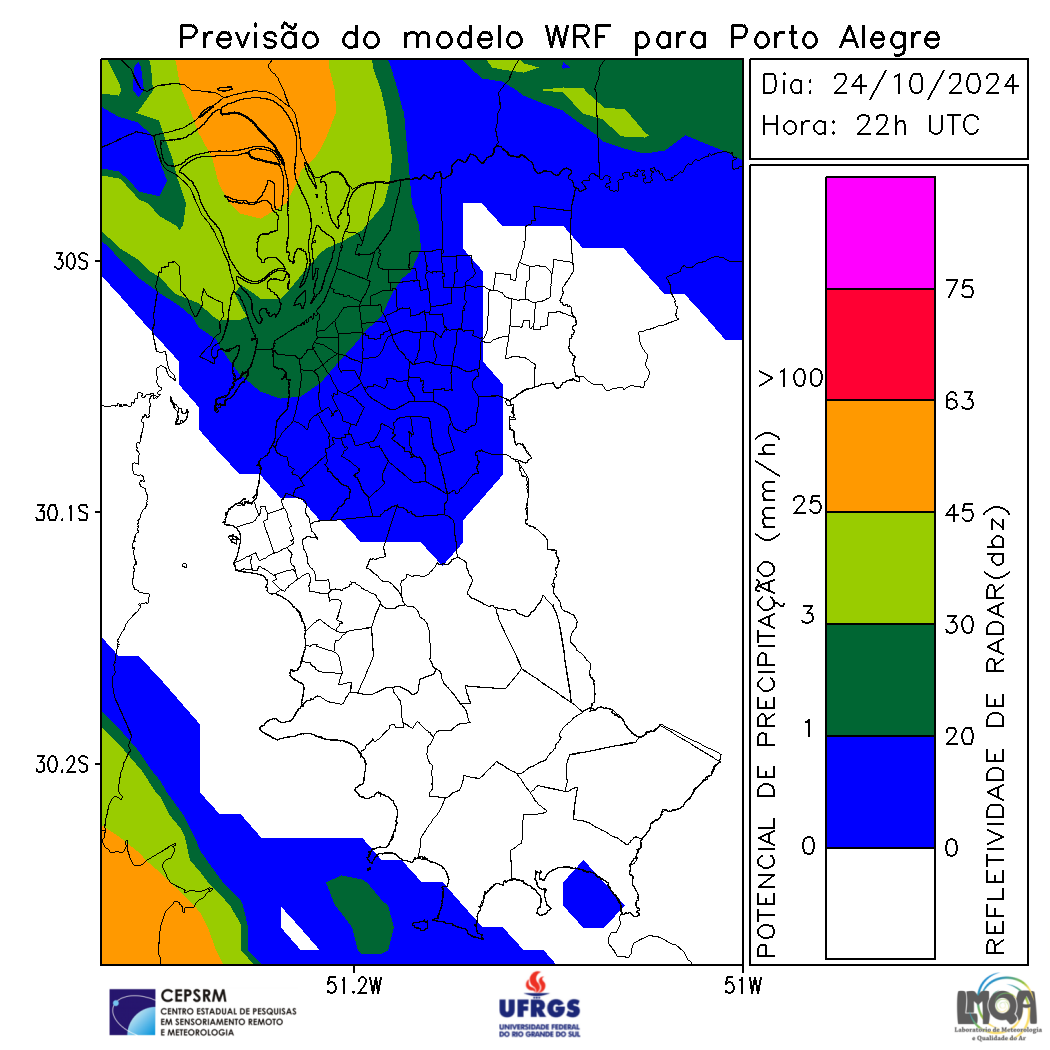 Previsão do modelo WRF para Porto Alegre
Dia: 24/10/2024
Hora: 22h UTC
30S
30.1S
30.2S
51.2W
51W
POTENCIAL DE PRECIPITAÇÃO (mm/h)
>100
25
3
1
0
75
63
45
30
20
0
REFLETIVIDADE DE RADAR(dbz)
CEPSRM
CENTRO ESTADUAL DE PESQUISAS
EM SENSORIAMENTO REMOTO
E METEOROLOGIA
UFRGS
UNIVERSIDADE FEDERAL
DO RIO GRANDE DO SUL
LMQA
Laboratório de Meteorologia
e Qualidade do Ar